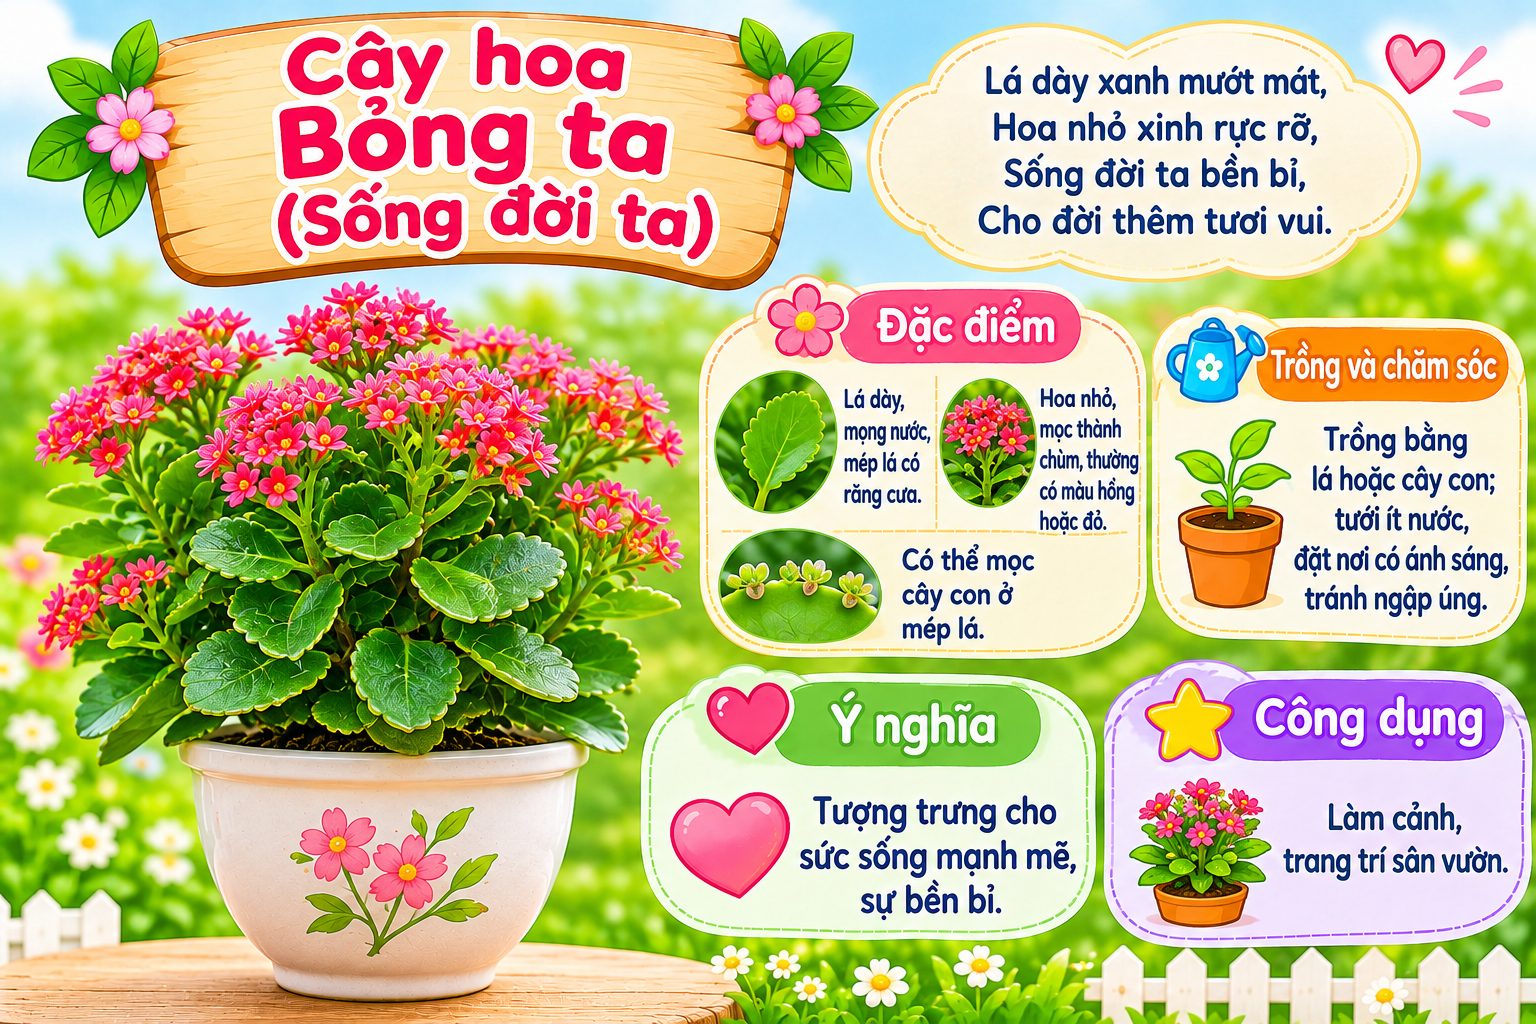 Cây hoa
Bỏng ta
(Sống đời ta)
Lá dày xanh mướt mát,
Hoa nhỏ xinh rực rỡ,
Sống đời ta bền bỉ,
Cho đời thêm tươi vui.
Đặc điểm
Lá dày,
mọng nước,
mép lá có
răng cưa.
Hoa nhỏ,
mọc thành
chùm, thường
có màu hồng
hoặc đỏ.
Có thể mọc
cây con ở
mép lá.
Trồng và chăm sóc
Trồng bằng
lá hoặc cây con;
tưới ít nước,
đặt nơi có ánh sáng,
tránh ngập úng.
Ý nghĩa
Tượng trưng cho
sức sống mạnh mẽ,
sự bền bỉ.
Công dụng
Làm cảnh,
trang trí sân vườn.